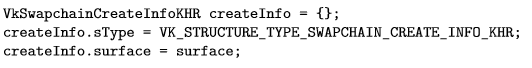 VkSwapchainCreateInfoKHR createInfo = {};
createInfo.sType = VK_STRUCTURE_TYPE_SWAPCHAIN_CREATE_INFO_KHR;
createInfo.surface = surface;